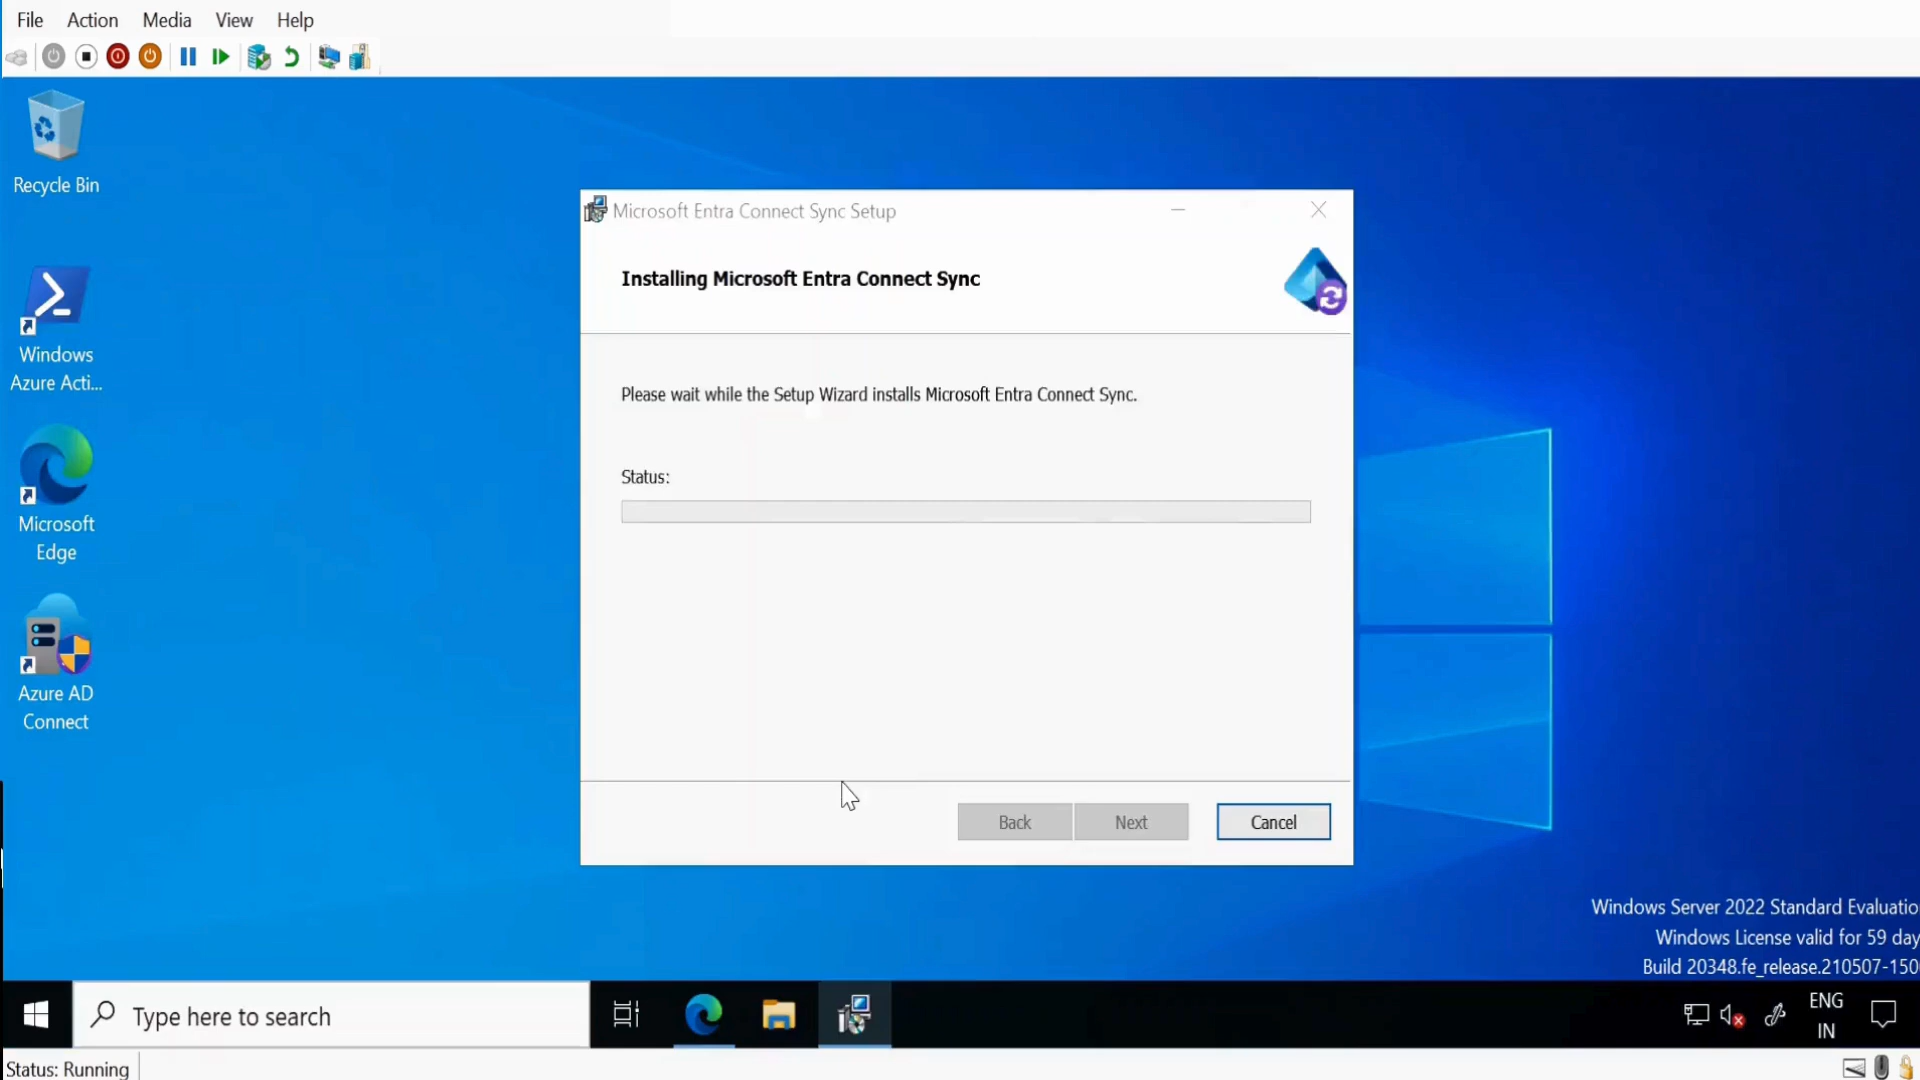 File Action Media View Help
Recycle Bin
Windows
Azure Acti...
Microsoft
Edge
Azure AD
Connect
Microsoft Entra Connect Sync Setup
Installing Microsoft Entra Connect Sync
Please wait while the Setup Wizard installs Microsoft Entra Connect Sync.
Status:
Back Next Cancel
Windows Server 2022 Standard Evaluatio
Windows License valid for 59 day
Build 20348.fe_release.210507-150
Type here to search
ENG
IN
Status: Running